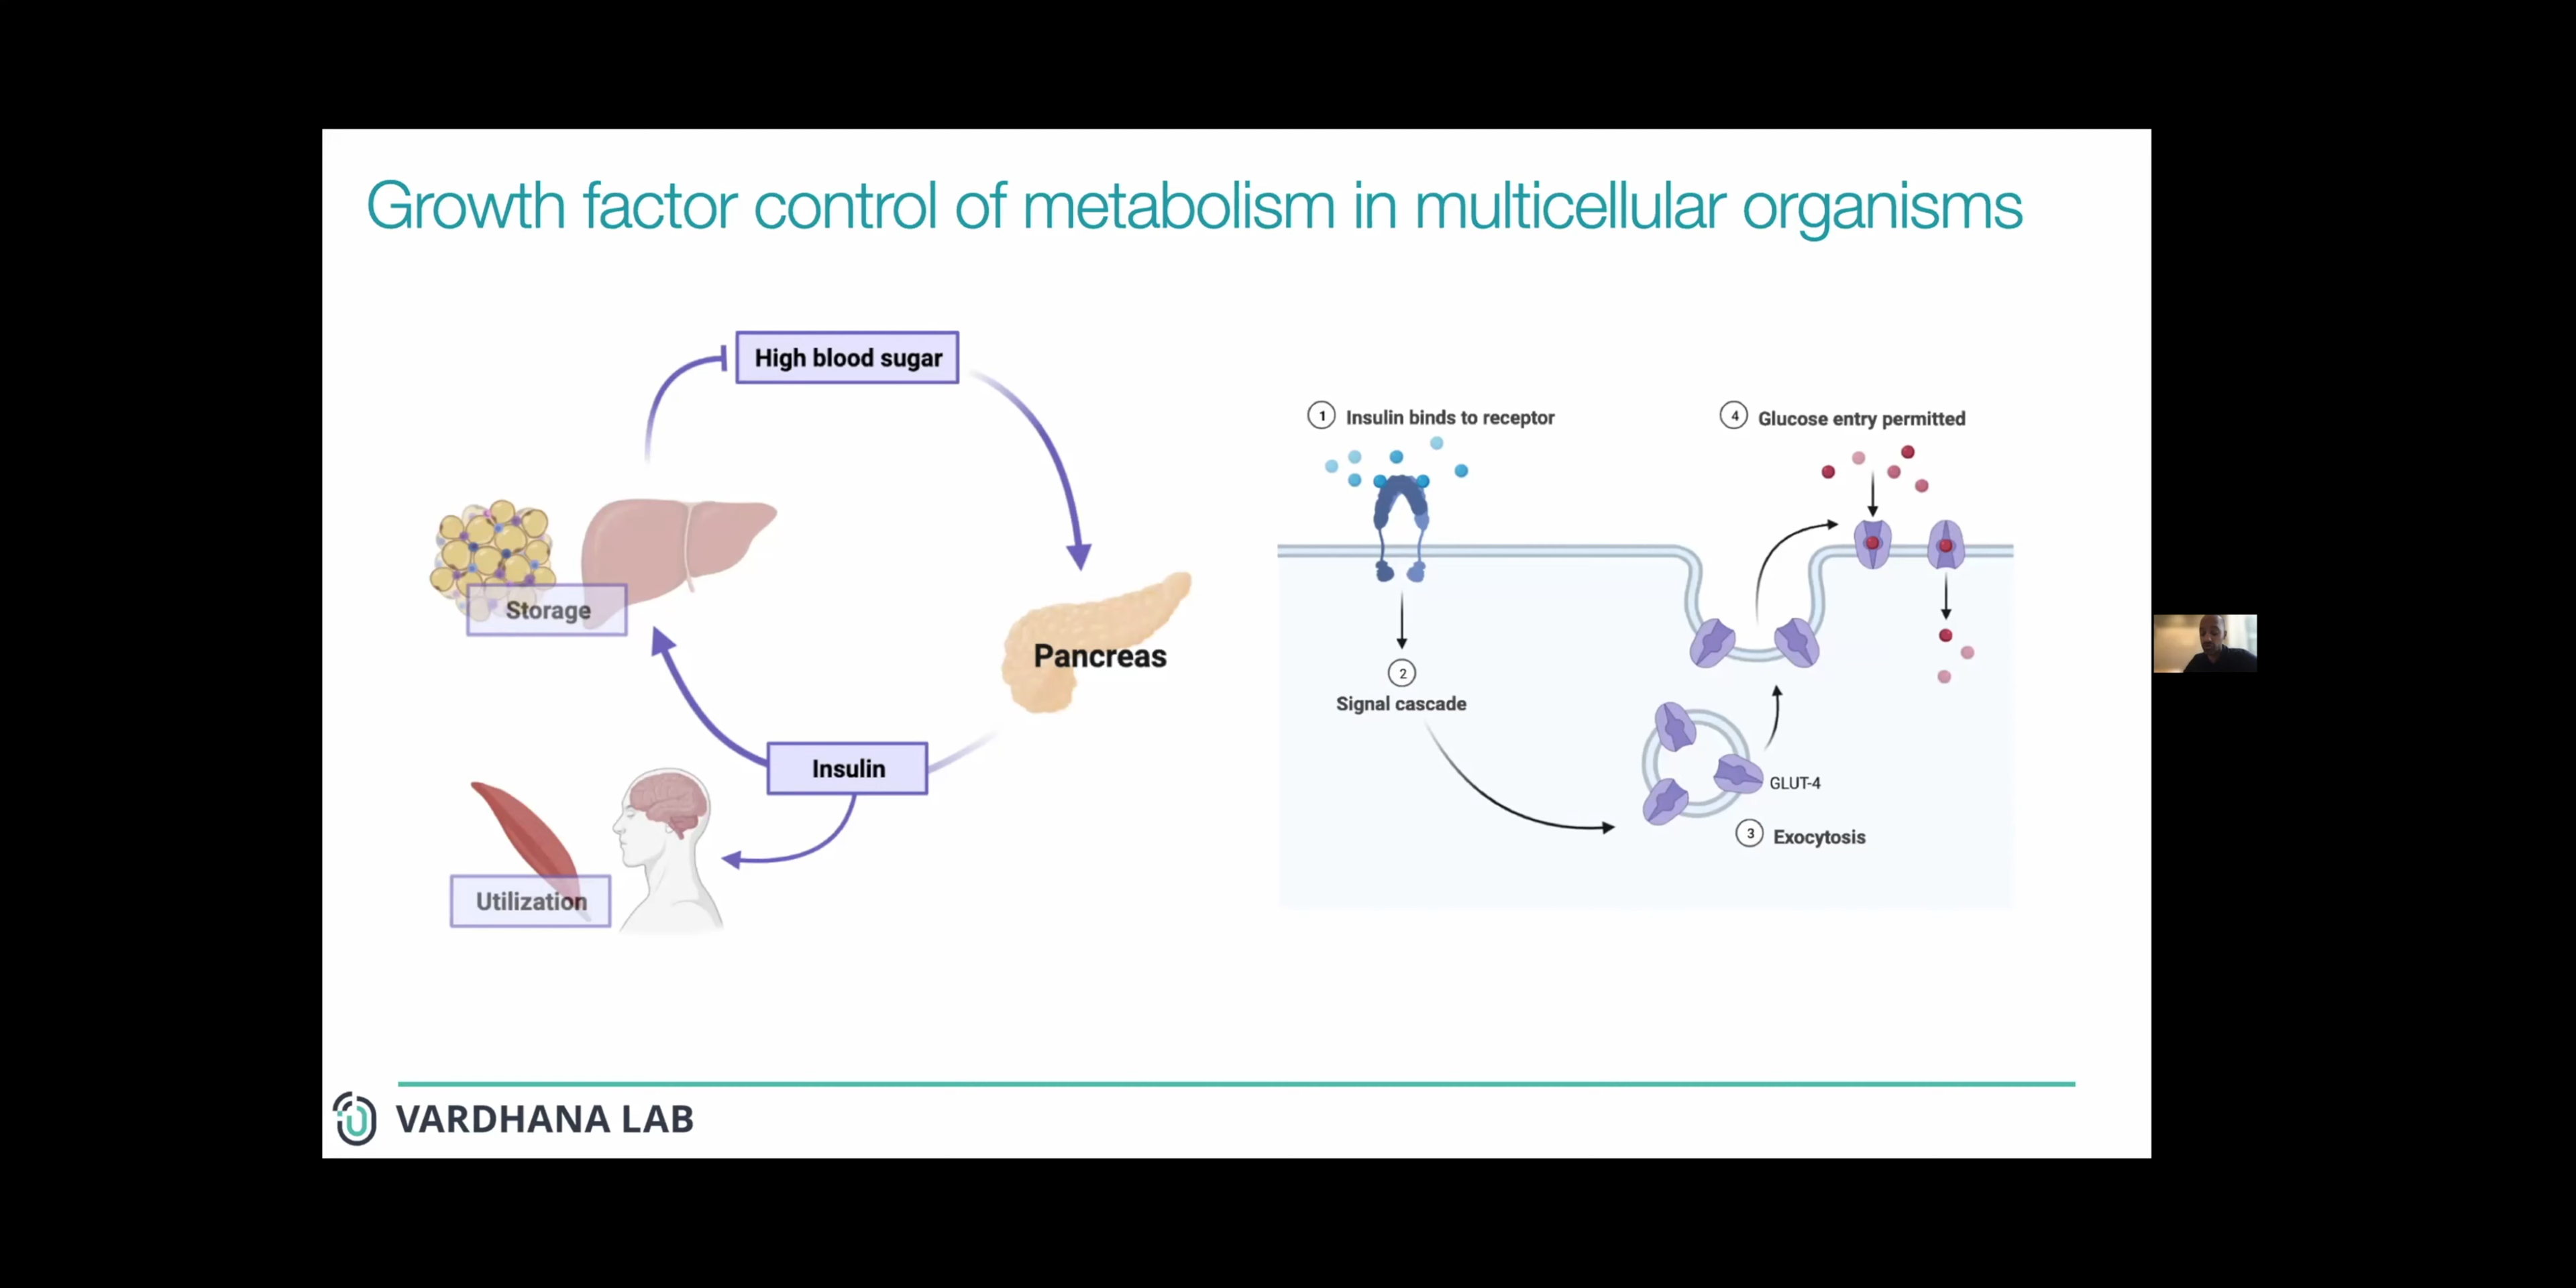 Growth factor control of metabolism in multicellular organisms
High blood sugar
Storage
Pancreas
Insulin
Utilization
1 Insulin binds to receptor
4 Glucose entry permitted
2
Signal cascade
GLUT-4
3 Exocytosis
VARDHANA LAB